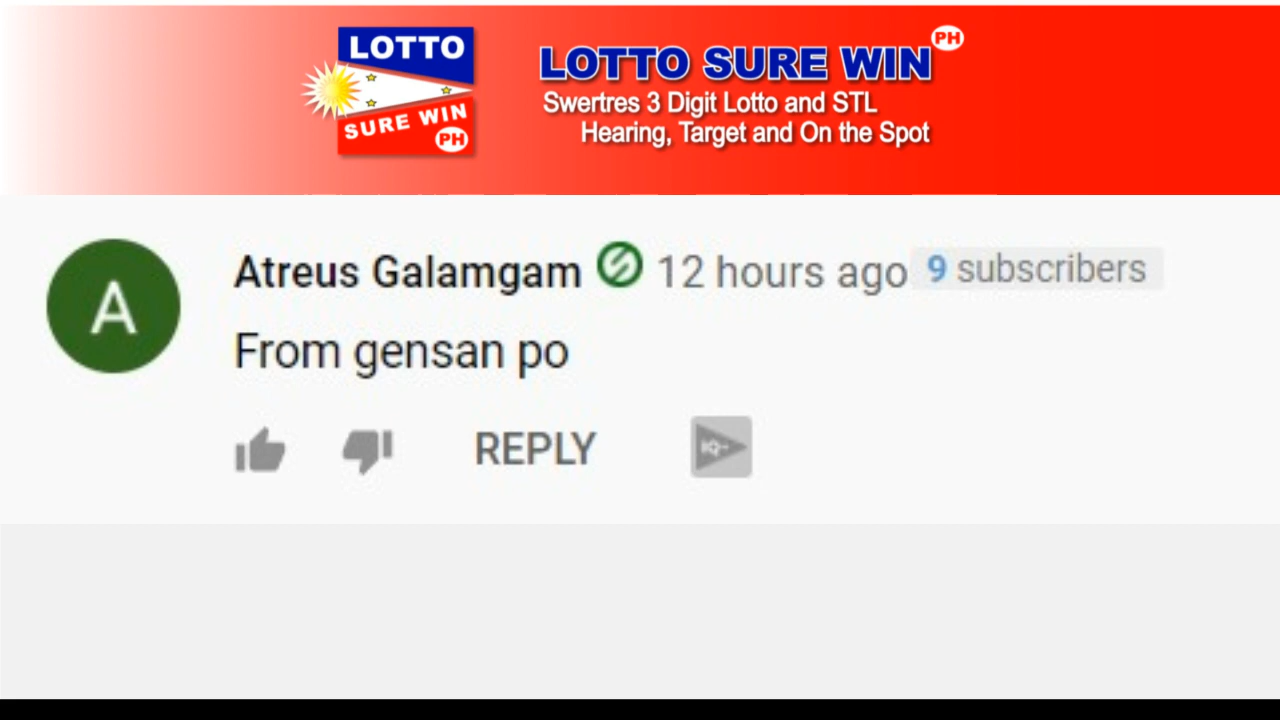 LOTTO
SURE WIN
PH
LOTTO SURE WIN PH
Swertres 3 Digit Lotto and STL
Hearing, Target and On the Spot
A
Atreus Galamgam 12 hours ago 9 subscribers
From gensan po
REPLY